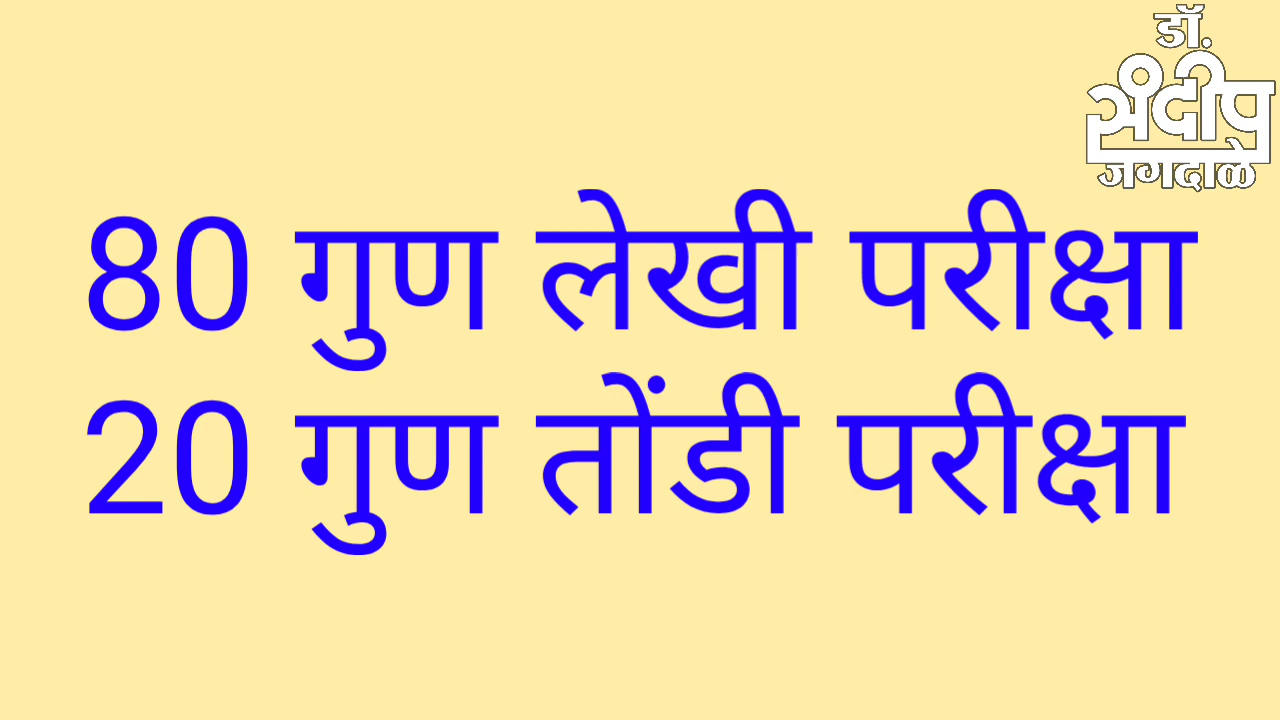 डॉ.
संदीप
जगदाळे
80 गुण लेखी परीक्षा
20 गुण तोंडी परीक्षा